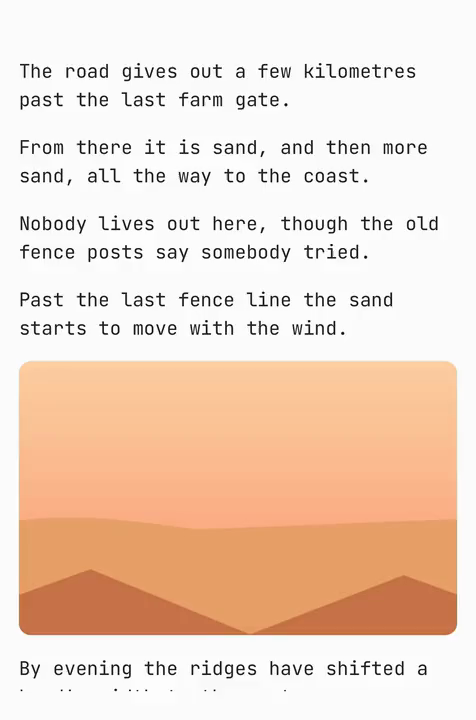 The road gives out a few kilometres
past the last farm gate.
From there it is sand, and then more
sand, all the way to the coast.
Nobody lives out here, though the old
fence posts say somebody tried.
Past the last fence line the sand
starts to move with the wind.
By evening the ridges have shifted a